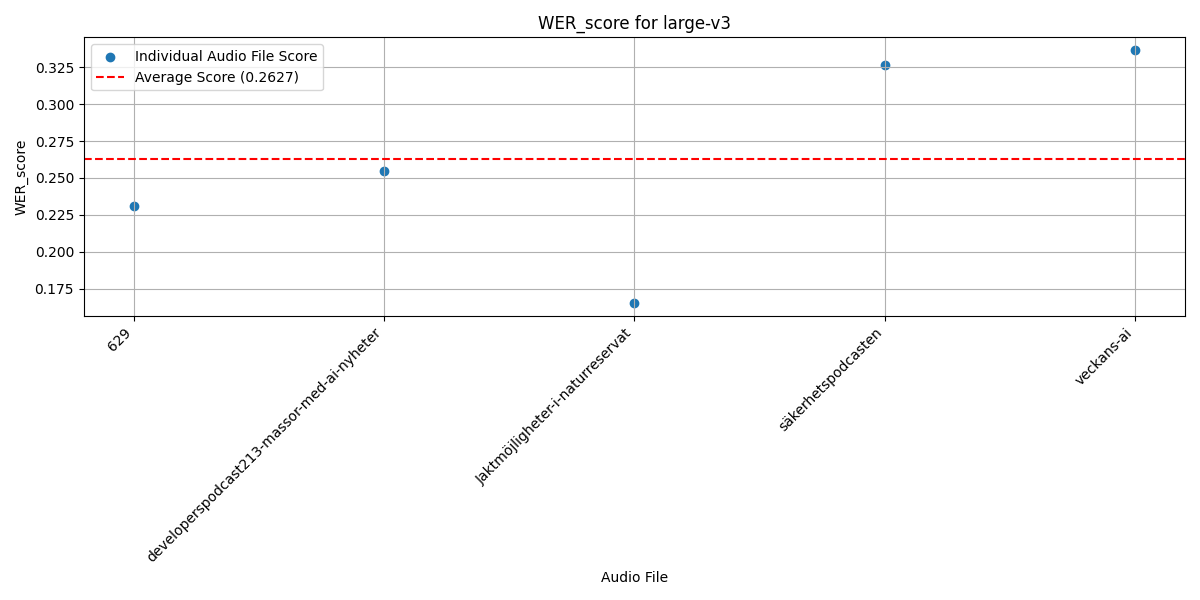 WER_score for large-v3
Individual Audio File Score
Average Score (0.2627)
WER_score
0.325
0.300
0.275
0.250
0.225
0.200
0.175
629
developerspodcast213-massor-med-ai-nyheter
Jaktmöjligheter-i-naturreservat
säkerhetspodcasten
veckans-ai
Audio File